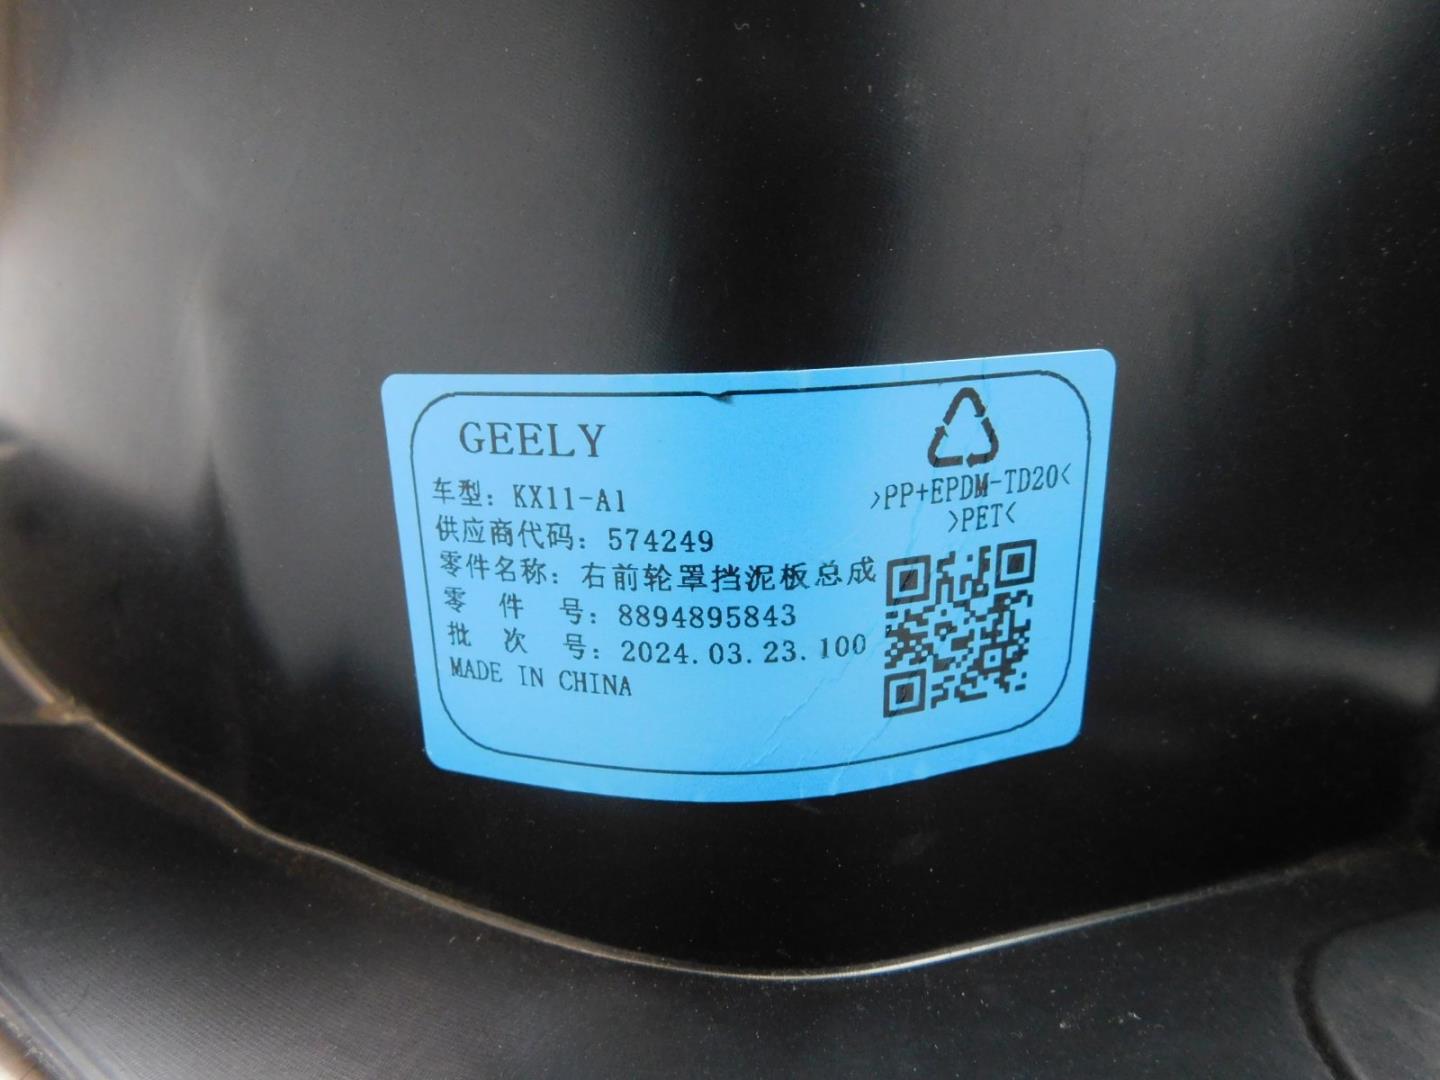 GEELY
车型：KX11-A1
供应商代码：574249
零件名称：右前轮罩挡泥板总成
零件号：8894895843
批次号：2024.03.23.100
MADE IN CHINA
>PP+EPDM-TD20<
>PET<